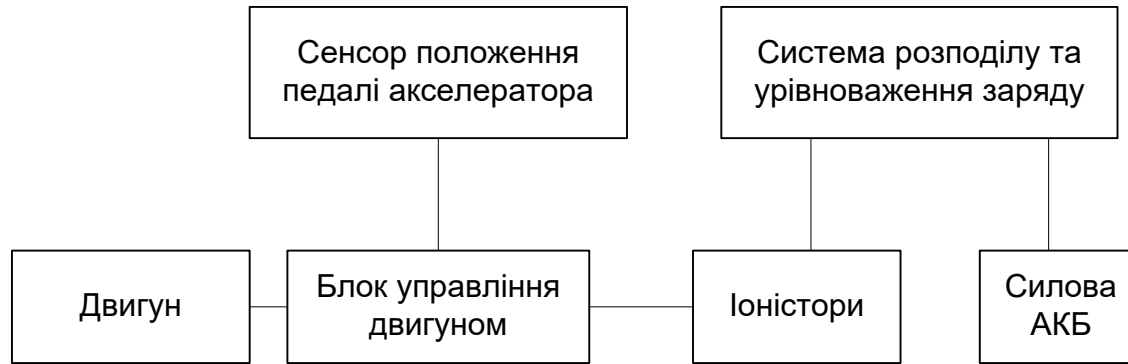 Сенсор положення
педалі акселератора
Система розподілу та
урівноваження заряду
Двигун
Блок управління
двигуном
Іоністори
Силова
АКБ